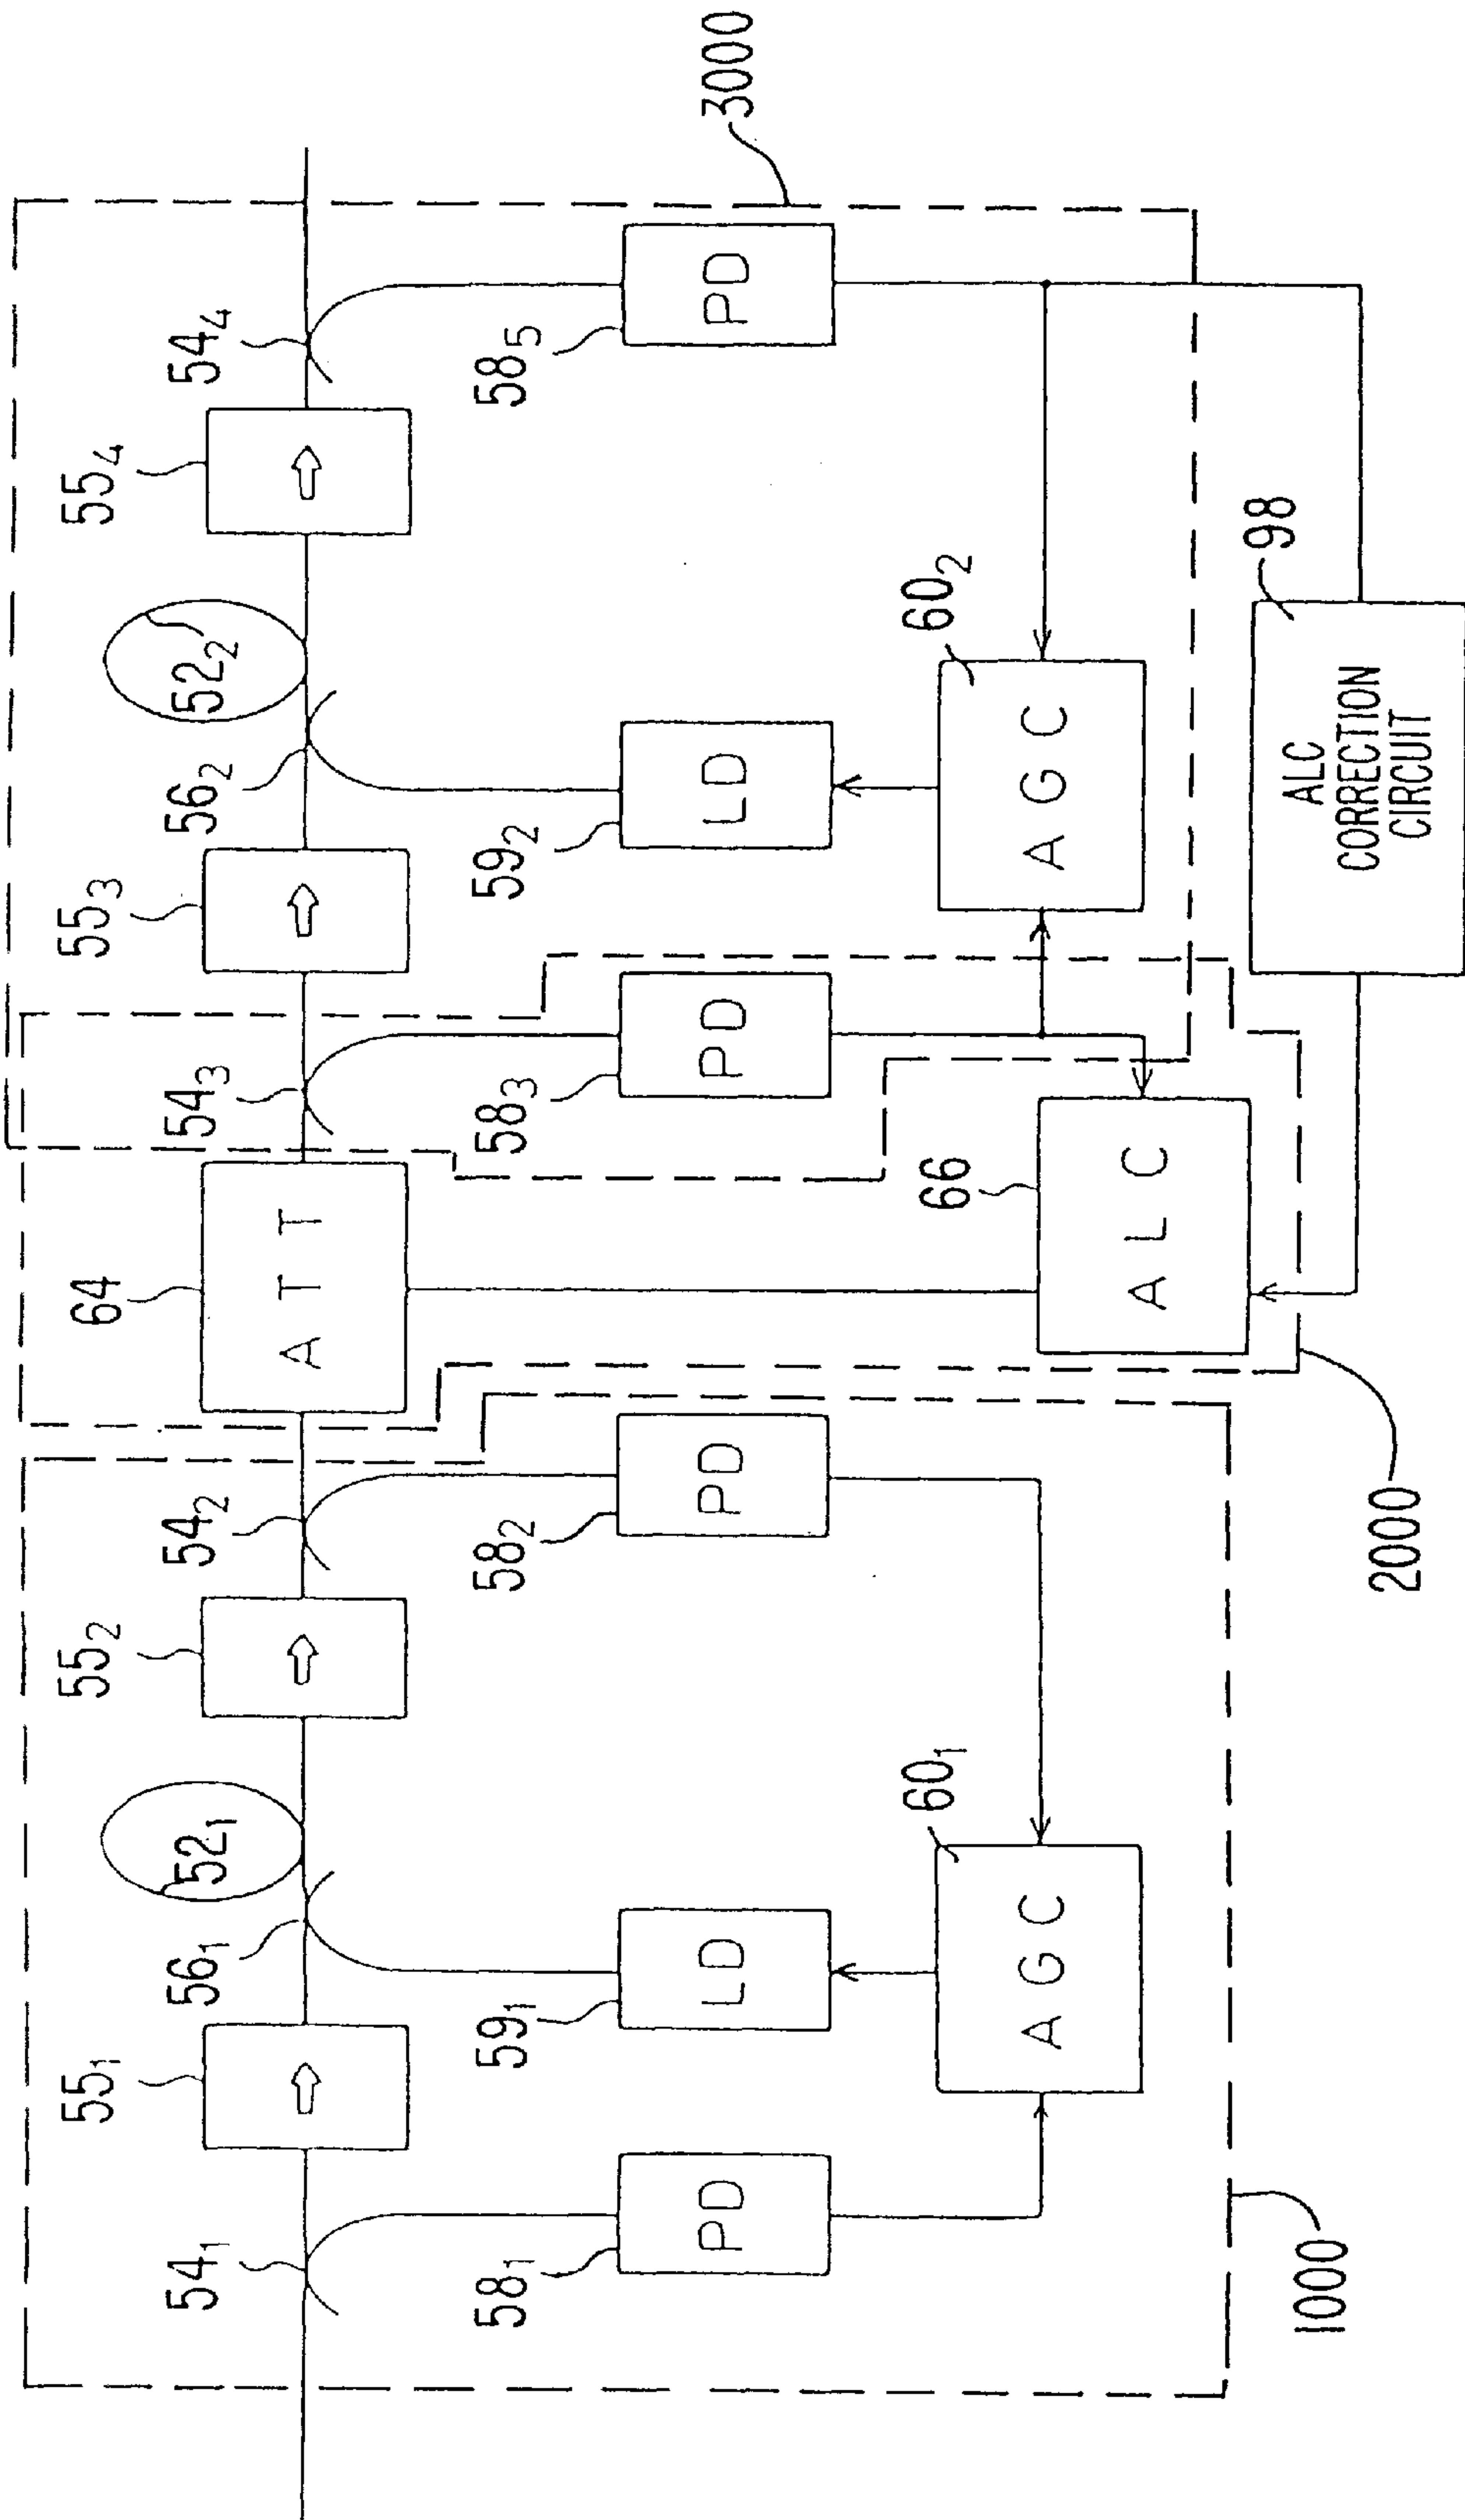 55₁
55₂
64
55₃
55₄
54₁
56₁
52₁
54₂
A T T
54₃
56₂
52₂
54₄
58₁
59₁
58₂
58₃
59₂
58₅
PD
LD
PD
PD
LD
PD
3000
60₁
66
60₂
A G C
A L C
A G C
98
1000
2000
ALC
CORRECTION
CIRCUIT